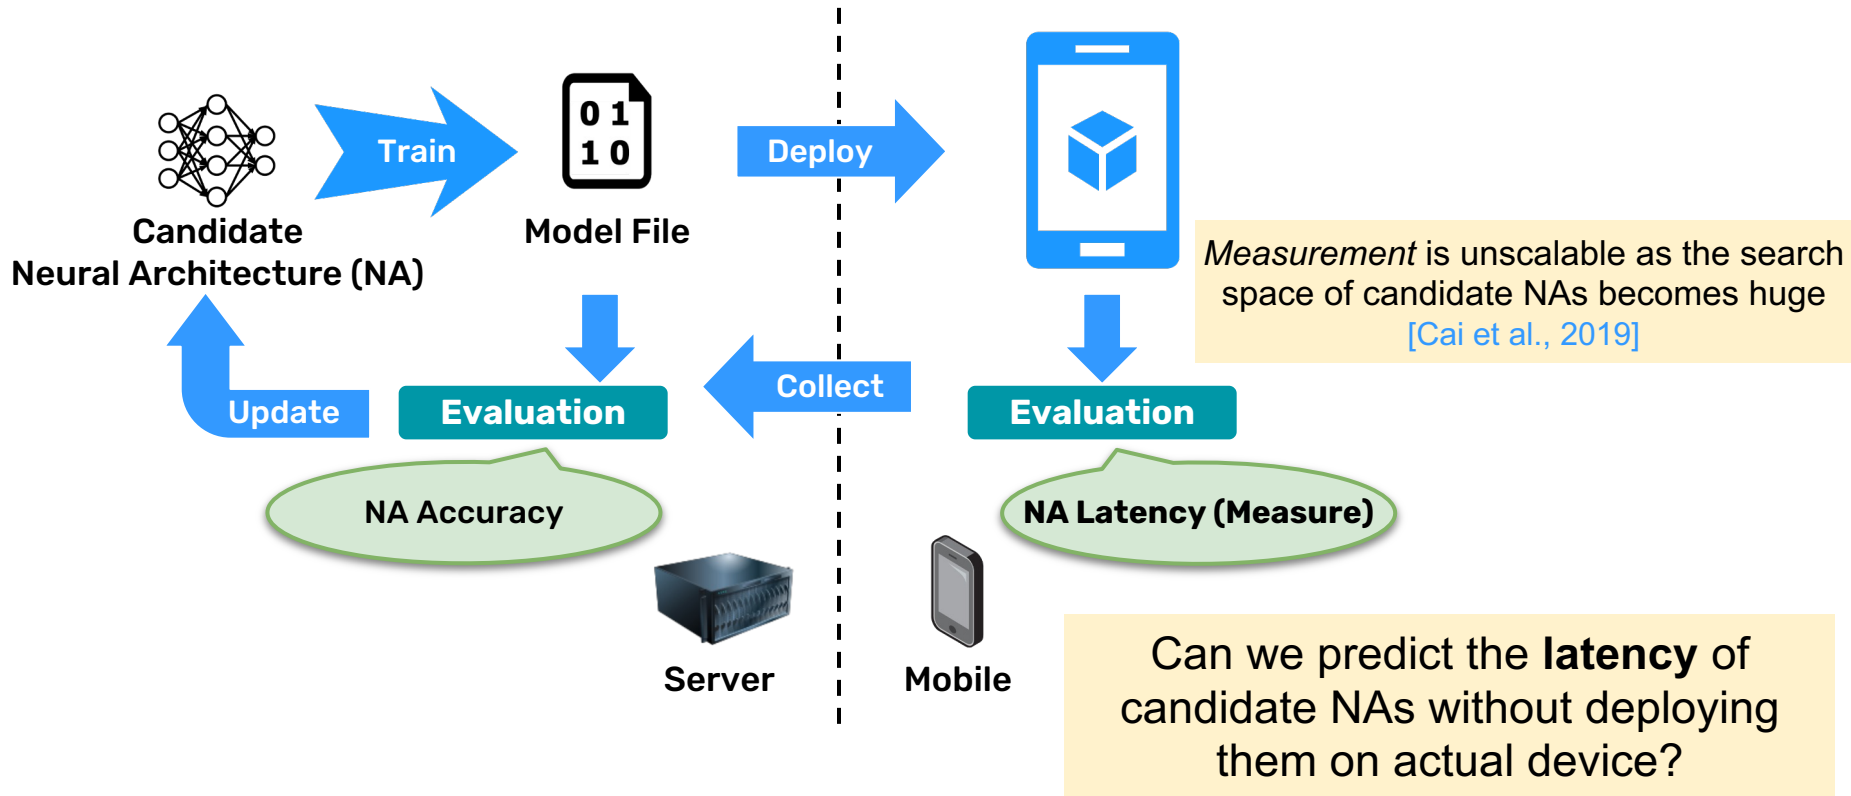 Train
0 1
1 0
Deploy
Candidate
Neural Architecture (NA)
Model File
Measurement is unscalable as the search
space of candidate NAs becomes huge
[Cai et al., 2019]
Update
Evaluation
Collect
Evaluation
NA Accuracy
NA Latency (Measure)
Server
Mobile
Can we predict the latency of
candidate NAs without deploying
them on actual device?